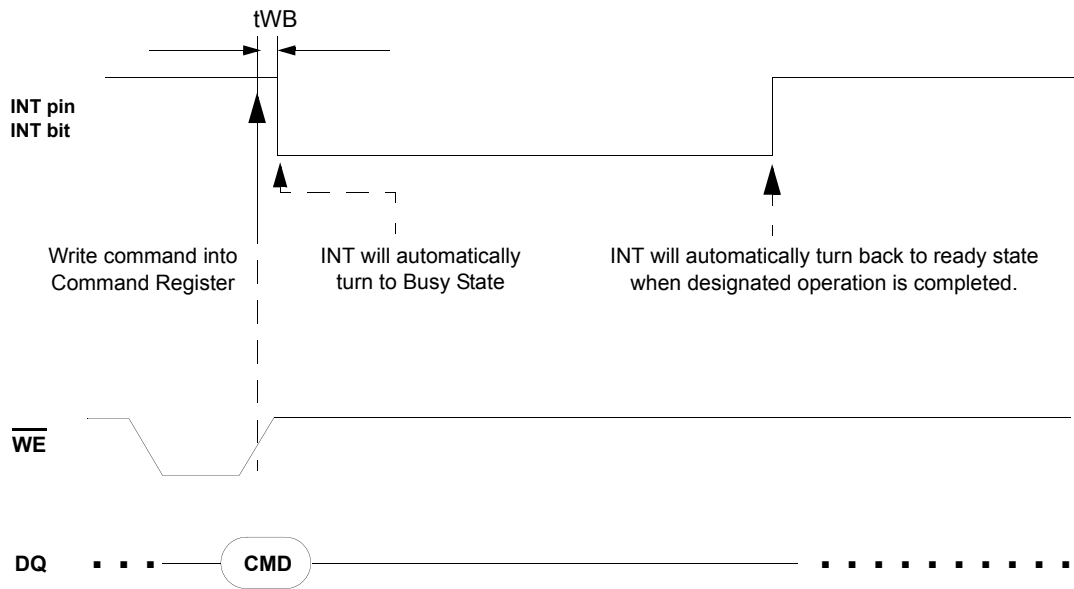 tWB
INT pin
INT bit
Write command into
Command Register
INT will automatically
turn to Busy State
INT will automatically turn back to ready state
when designated operation is completed.
WE
DQ
CMD